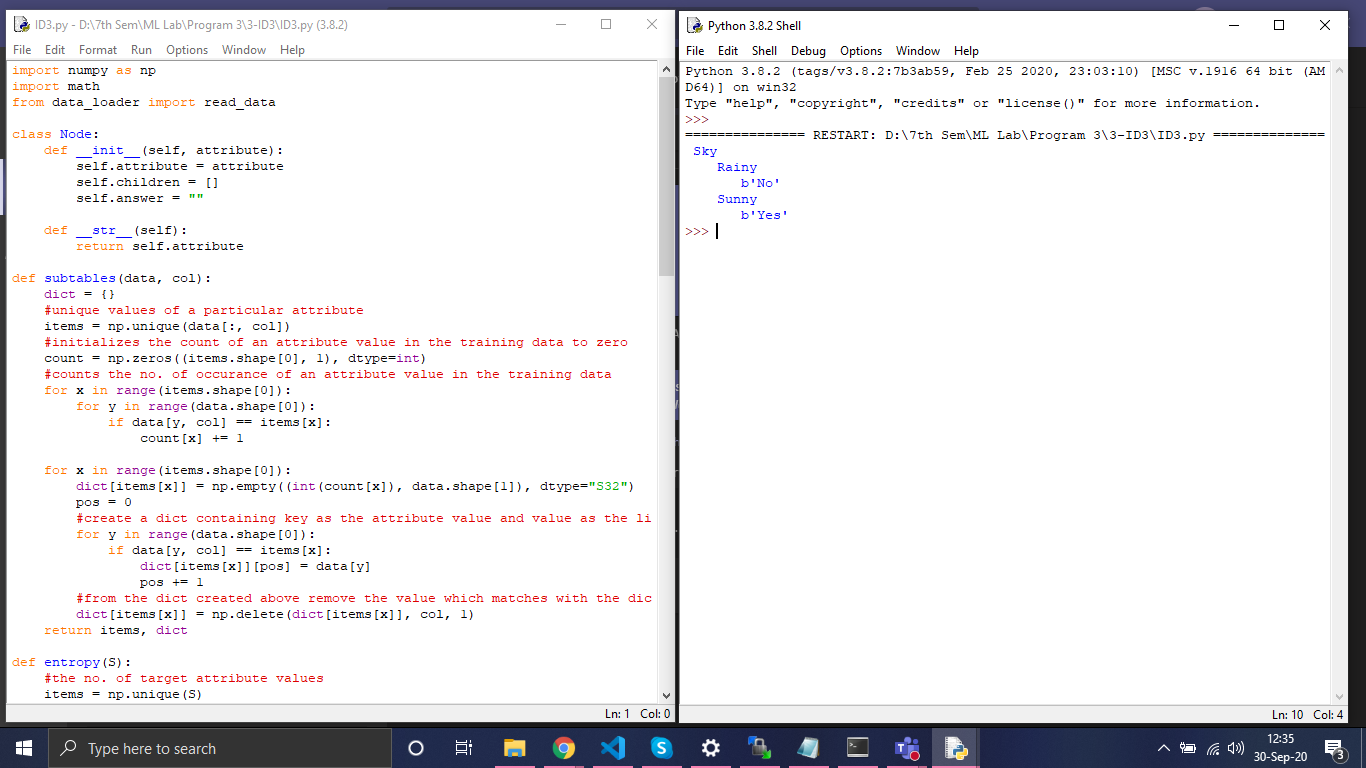 ID3.py - D:\7th Sem\ML Lab\Program 3\3-ID3\ID3.py (3.8.2)
File Edit Format Run Options Window Help
import numpy as np
import math
from data_loader import read_data
class Node:
    def __init__(self, attribute):
        self.attribute = attribute
        self.children = []
        self.answer = ""
    def __str__(self):
        return self.attribute
def subtables(data, col):
    dict = {}
    #unique values of a particular attribute
    items = np.unique(data[:, col])
    #initializes the count of an attribute value in the training data to zero
    count = np.zeros((items.shape[0], 1), dtype=int)
    #counts the no. of occurance of an attribute value in the training data
    for x in range(items.shape[0]):
        for y in range(data.shape[0]):
            if data[y, col] == items[x]:
                count[x] += 1
    for x in range(items.shape[0]):
        dict[items[x]] = np.empty((int(count[x]), data.shape[1]), dtype="S32")
        pos = 0
        #create a dict containing key as the attribute value and value as the li
        for y in range(data.shape[0]):
            if data[y, col] == items[x]:
                dict[items[x]][pos] = data[y]
                pos += 1
        #from the dict created above remove the value which matches with the dic
        dict[items[x]] = np.delete(dict[items[x]], col, 1)
    return items, dict
def entropy(S):
    #the no. of target attribute values
    items = np.unique(S)
Ln: 1 Col: 0
Python 3.8.2 Shell
File Edit Shell Debug Options Window Help
Python 3.8.2 (tags/v3.8.2:7b3ab59, Feb 25 2020, 23:03:10) [MSC v.1916 64 bit (AM
D64)] on win32
Type "help", "copyright", "credits" or "license()" for more information.
>>>
=============== RESTART: D:\7th Sem\ML Lab\Program 3\3-ID3\ID3.py ==============
 Sky
    Rainy
       b'No'
    Sunny
       b'Yes'
>>>
Ln: 10 Col: 4
Type here to search
12:35
30-Sep-20
3